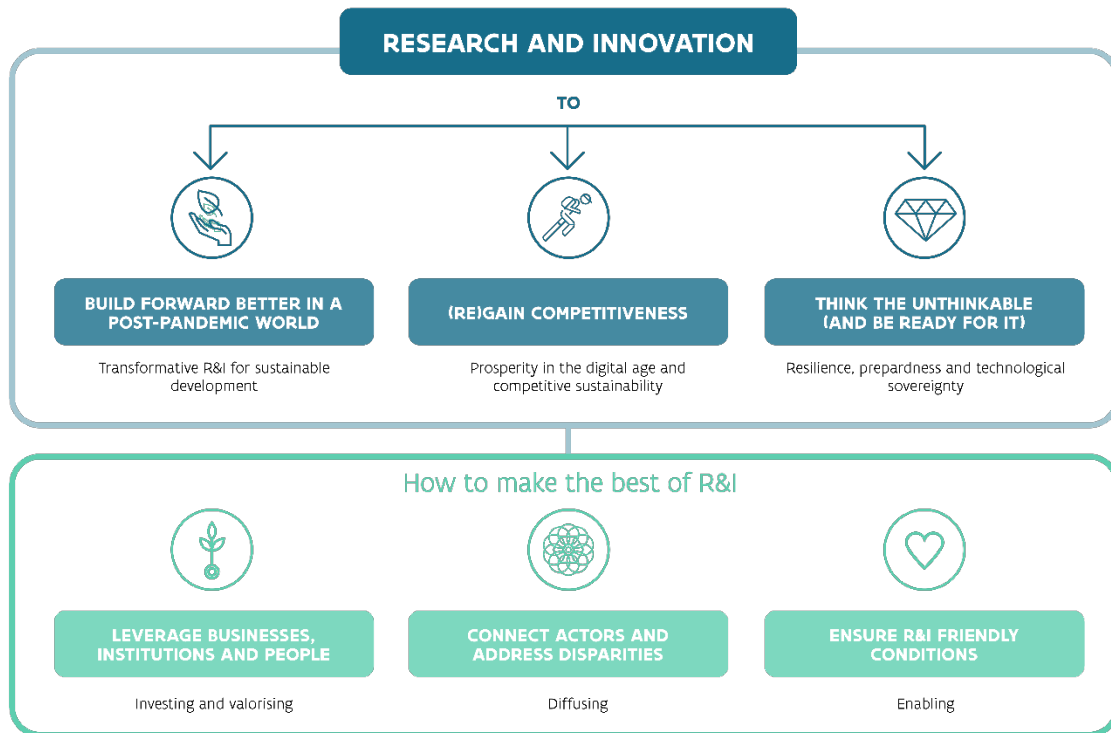 RESEARCH AND INNOVATION
TO
BUILD FORWARD BETTER IN A
POST-PANDEMIC WORLD
Transformative R&I for sustainable
development
(RE)GAIN COMPETITIVENESS
Prosperity in the digital age and
competitive sustainability
THINK THE UNTHINKABLE
(AND BE READY FOR IT)
Resilience, prepardness and technological
sovereignty
How to make the best of R&I
LEVERAGE BUSINESSES,
INSTITUTIONS AND PEOPLE
Investing and valorising
CONNECT ACTORS AND
ADDRESS DISPARITIES
Diffusing
ENSURE R&I FRIENDLY
CONDITIONS
Enabling